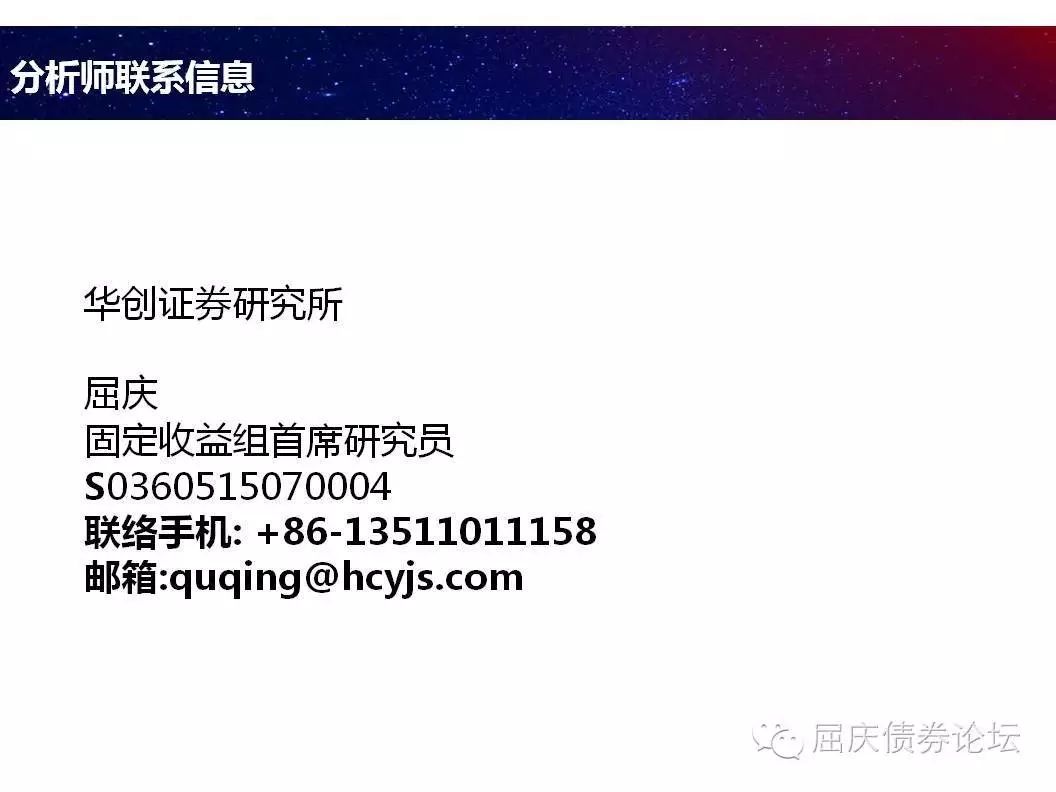 分析师联系信息
华创证券研究所
屈庆
固定收益组首席研究员
S0360515070004
联络手机: +86-13511011158
邮箱:quqing@hcyjs.com
屈庆债券论坛